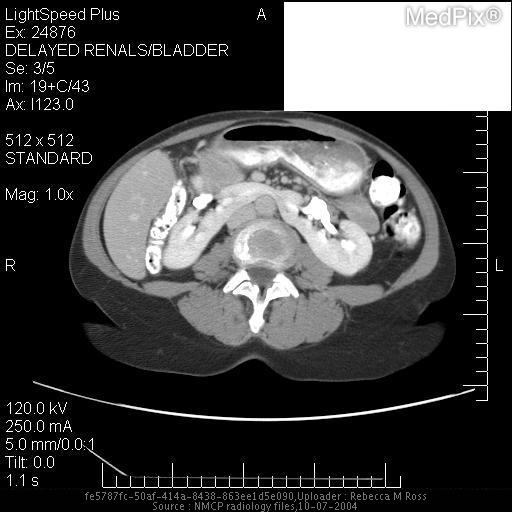 LightSpeed Plus
Ex: 24876
DELAYED RENALS/BLADDER
Se: 3/5
Im: 19+C/43
Ax: I123.0
512 x 512
STANDARD
Mag: 1.0x
A
MedPix®
R
L
120.0 kV
250.0 mA
5.0 mm/0.0:1
Tilt: 0.0
1.1 s
fe5787fc-50af-414a-8438-863ee1d5e090,Uploader : Rebecca M Ross
Source : NMCP radiology files,10-07-2004